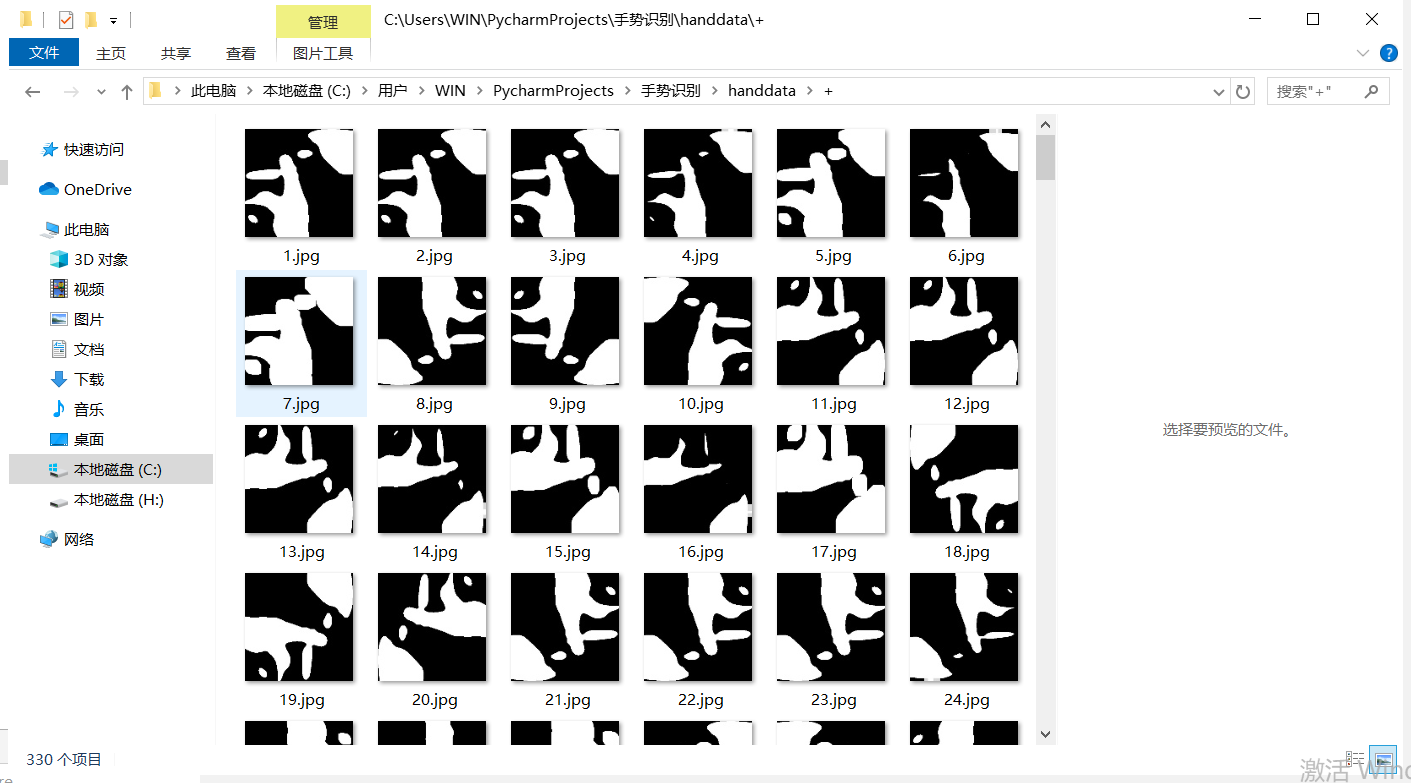 管理
C:\Users\WIN\PycharmProjects\手势识别\handdata\+
文件 主页 共享 查看 图片工具
此电脑 本地磁盘 (C:) 用户 WIN PycharmProjects 手势识别 handdata +
搜索"+"
快速访问
OneDrive
此电脑
3D 对象
视频
图片
文档
下载
音乐
桌面
本地磁盘 (C:)
本地磁盘 (H:)
网络
1.jpg 2.jpg 3.jpg 4.jpg 5.jpg 6.jpg
7.jpg 8.jpg 9.jpg 10.jpg 11.jpg 12.jpg
13.jpg 14.jpg 15.jpg 16.jpg 17.jpg 18.jpg
19.jpg 20.jpg 21.jpg 22.jpg 23.jpg 24.jpg
选择要预览的文件。
330 个项目
激活